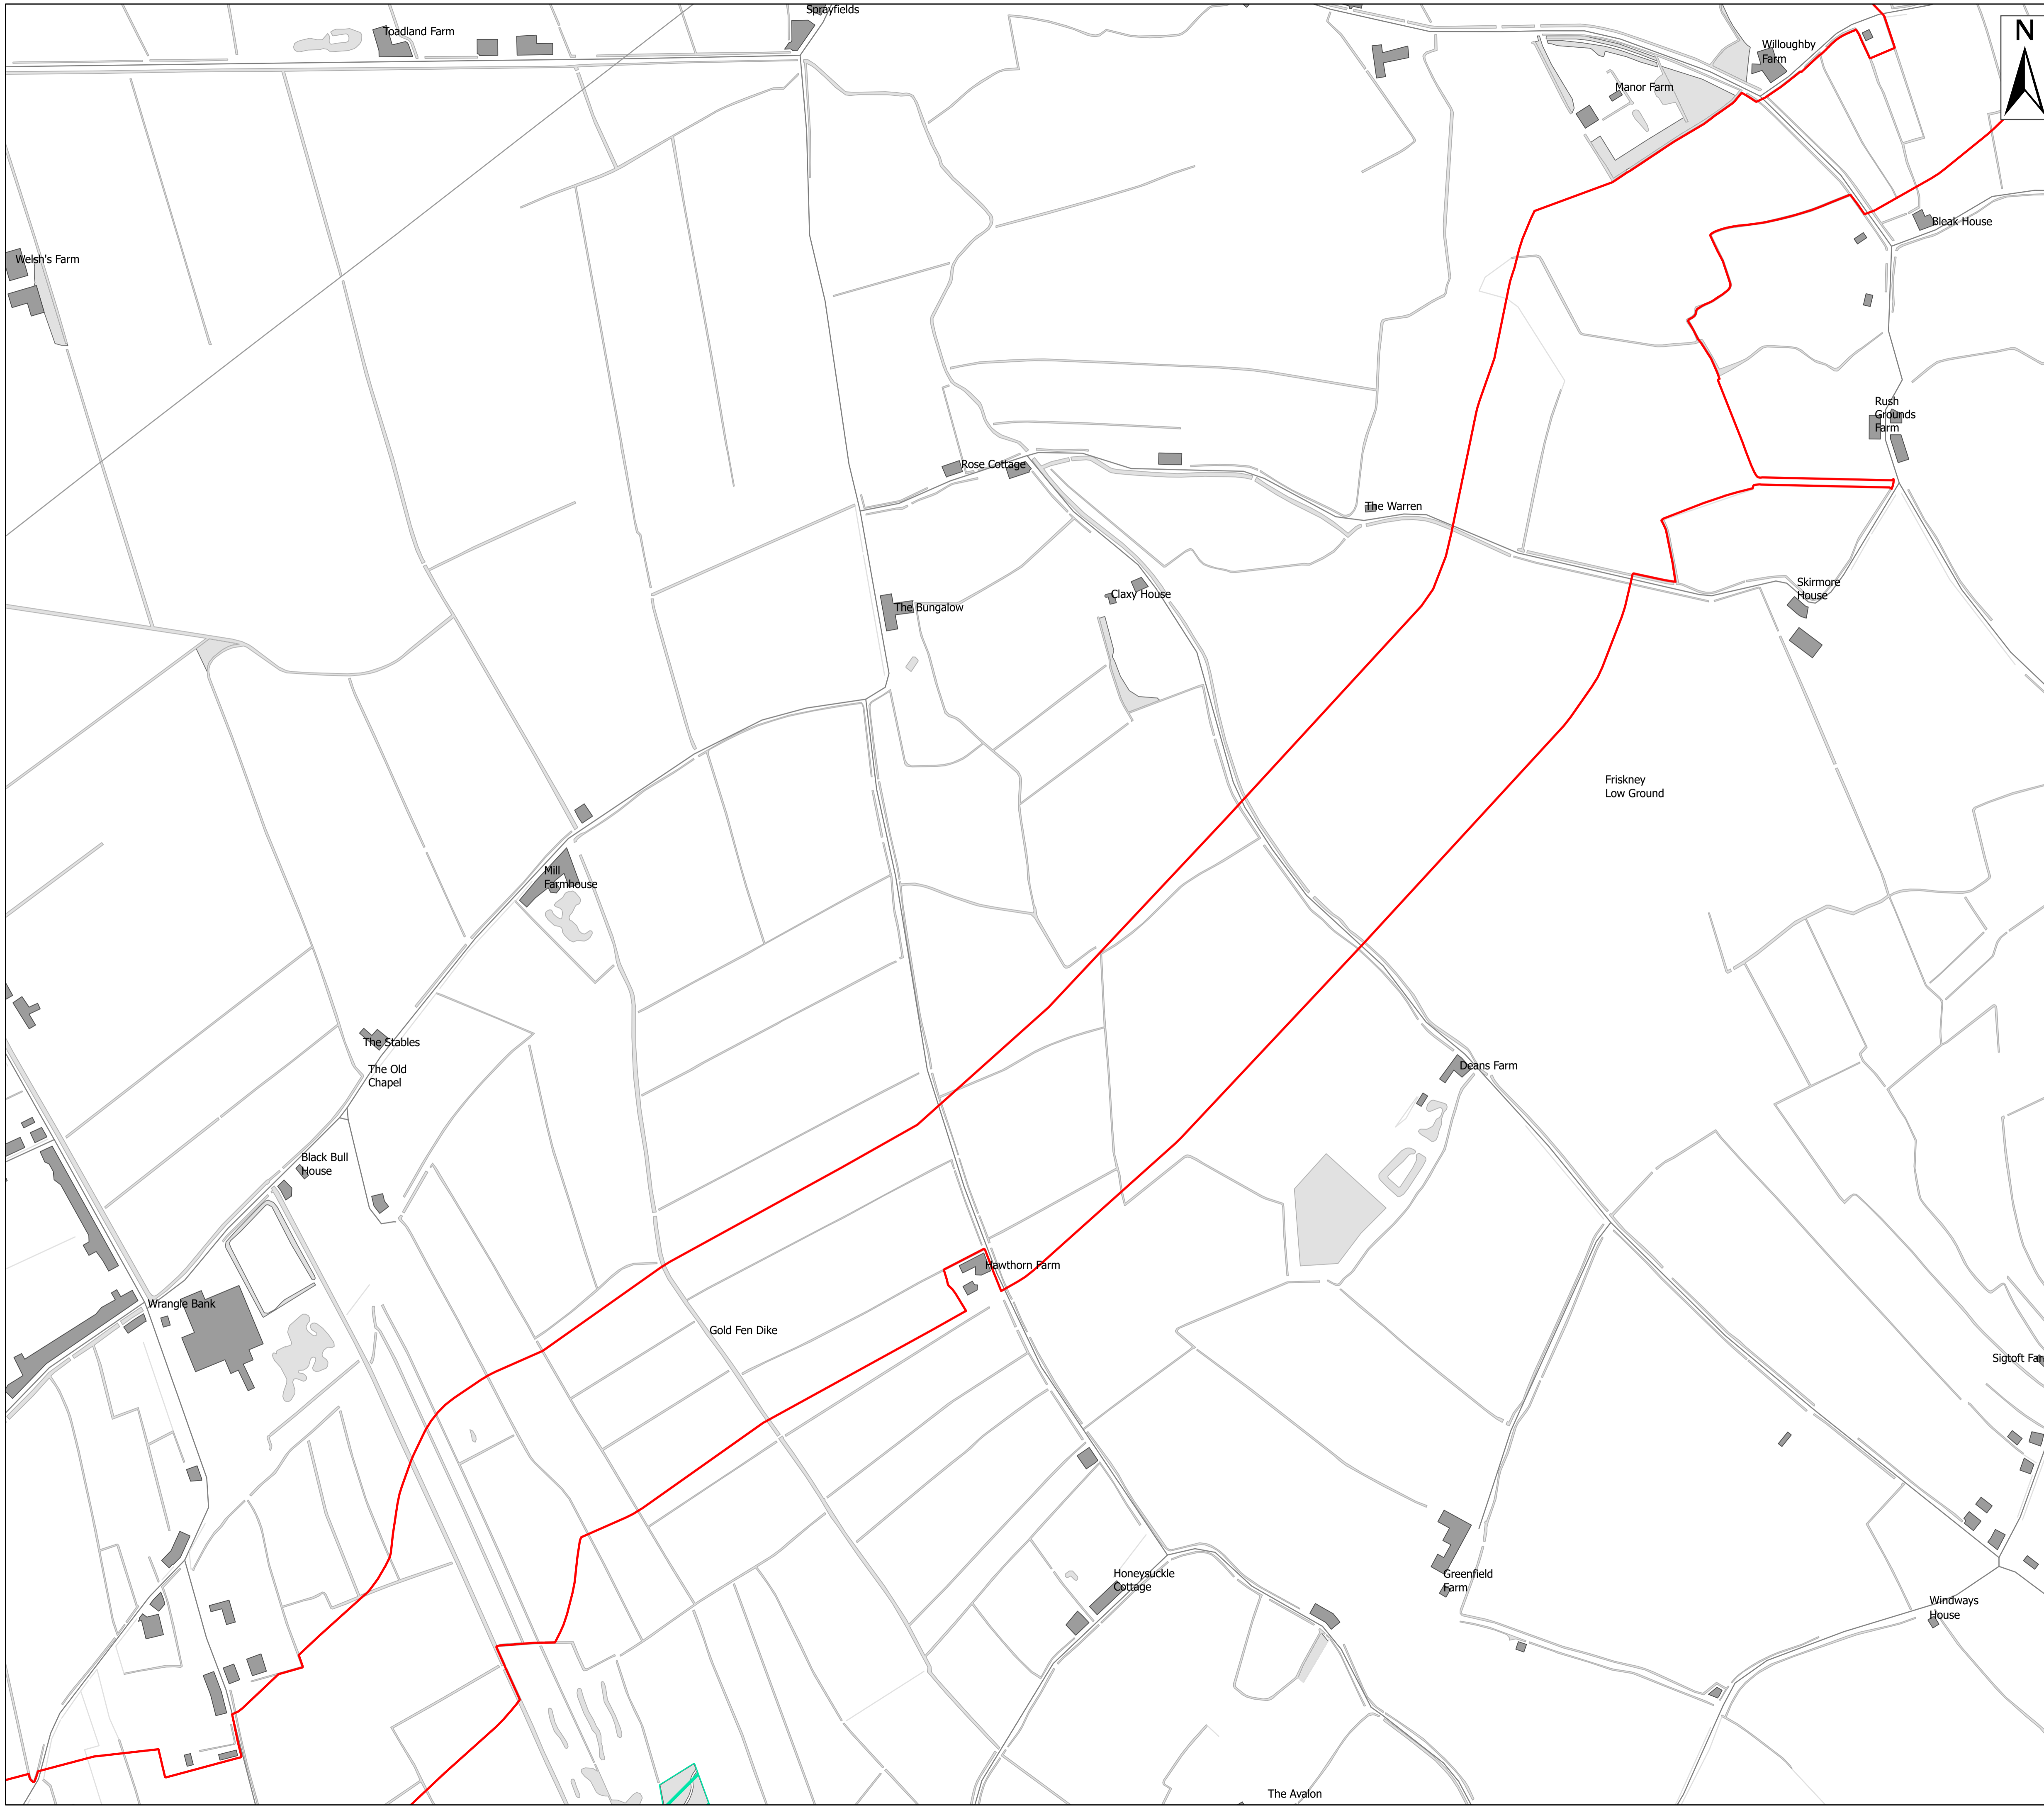 Sprayfields
Toadland Farm
N
Willoughby
Farm
Manor Farm
Bleak House
Welsh's Farm
Rush
Grounds
Farm
Rose Cottage
The Warren
Skirmore
House
Claxy House
The Bungalow
Friskney
Low Ground
Mill
Farmhouse
The Stables
The Old
Chapel
Deans Farm
Black Bull
House
Hawthorn Farm
Wrangle Bank
Gold Fen Dike
Sigtoft
Honeysuckle
Cottage
Greenfield
Farm
Windways
House
The Avalon